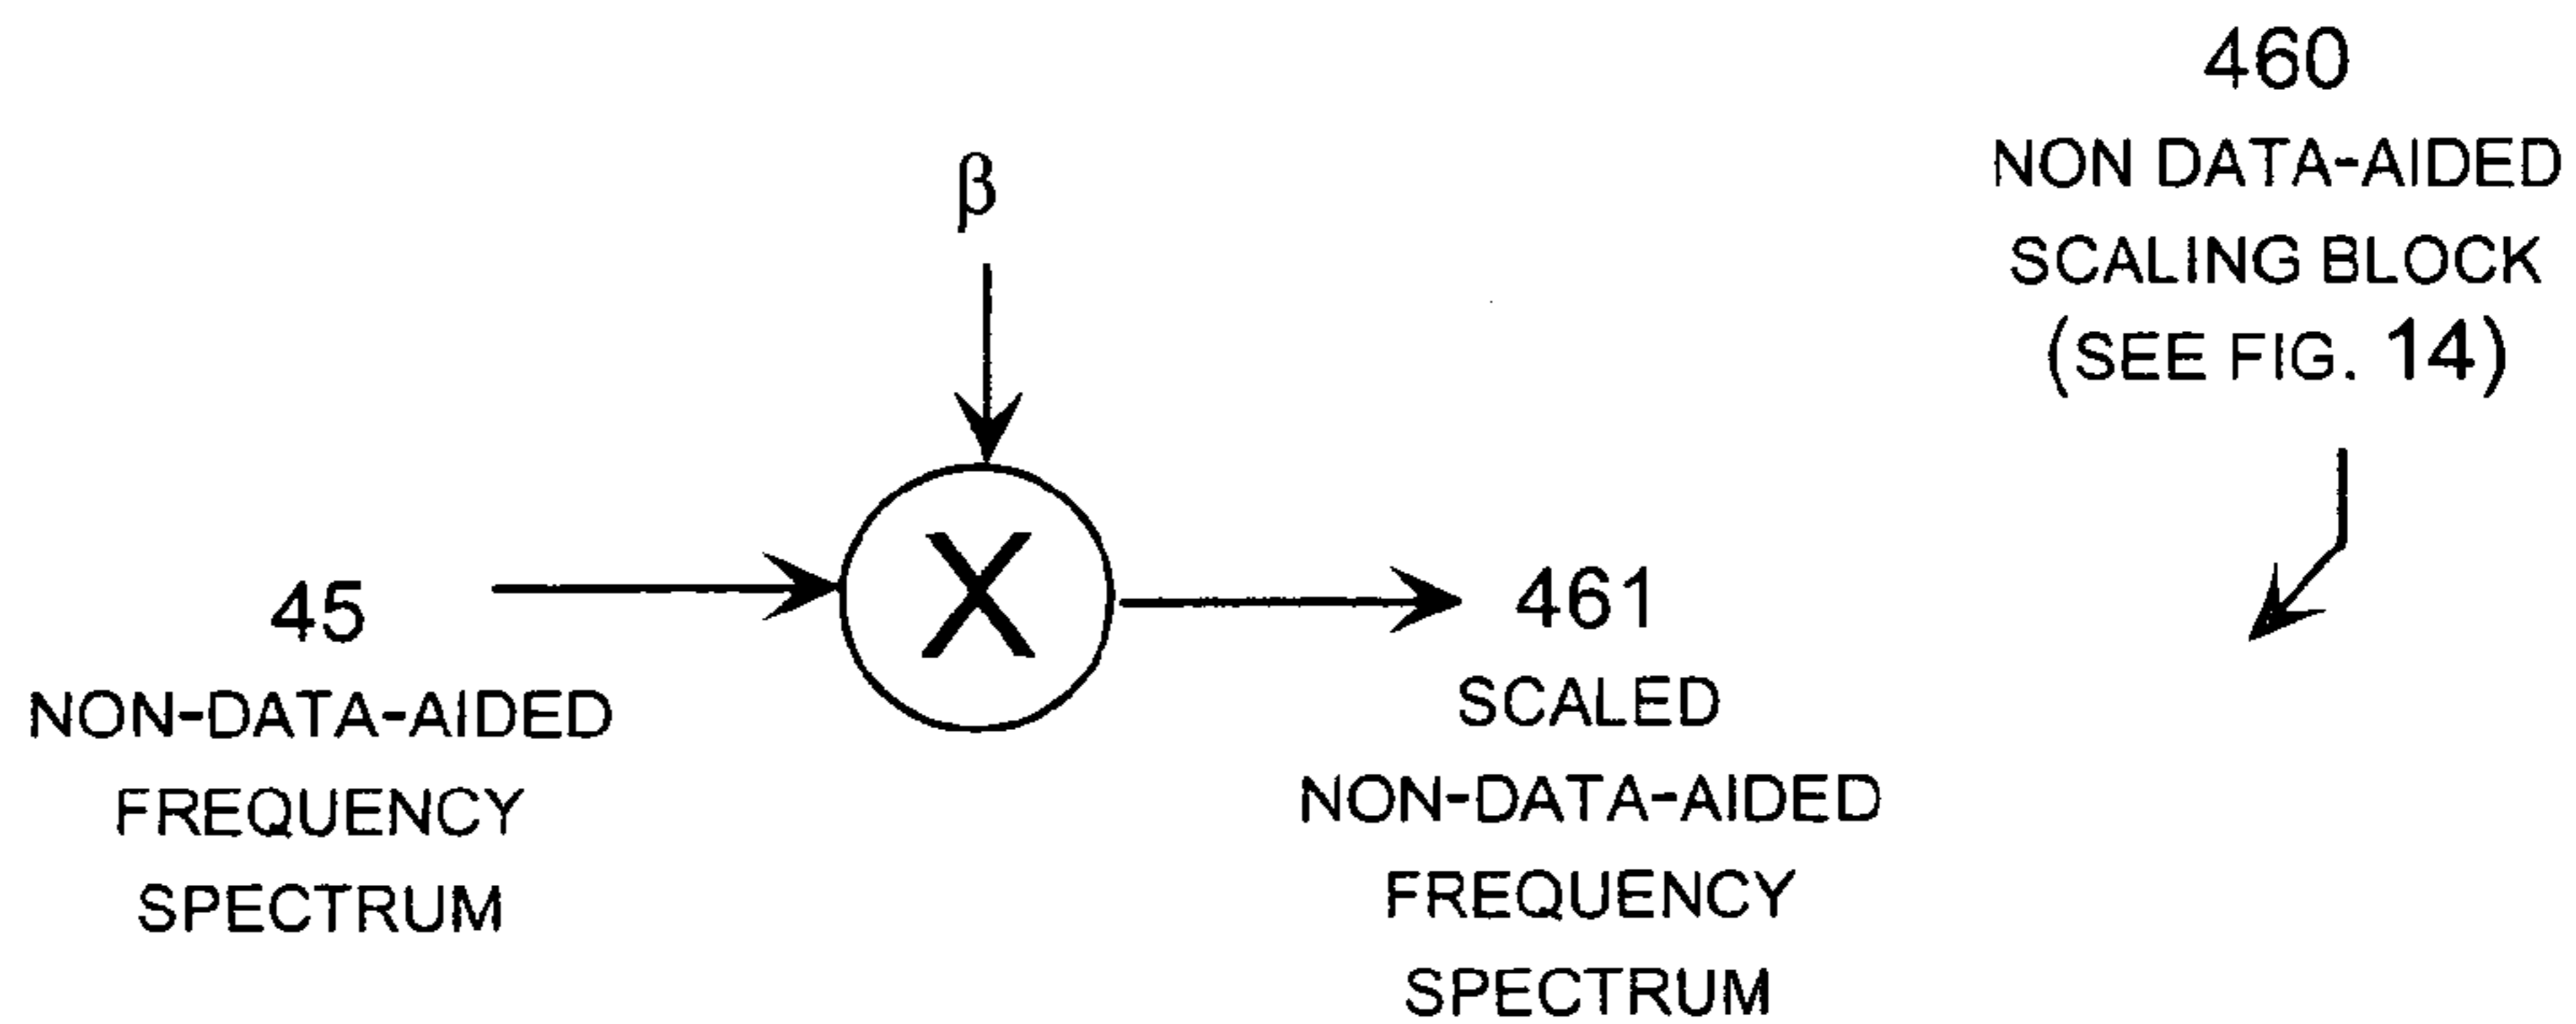 460
NON DATA-AIDED
SCALING BLOCK
(SEE FIG. 14)
β
X
45
NON-DATA-AIDED
FREQUENCY
SPECTRUM
461
SCALED
NON-DATA-AIDED
FREQUENCY
SPECTRUM